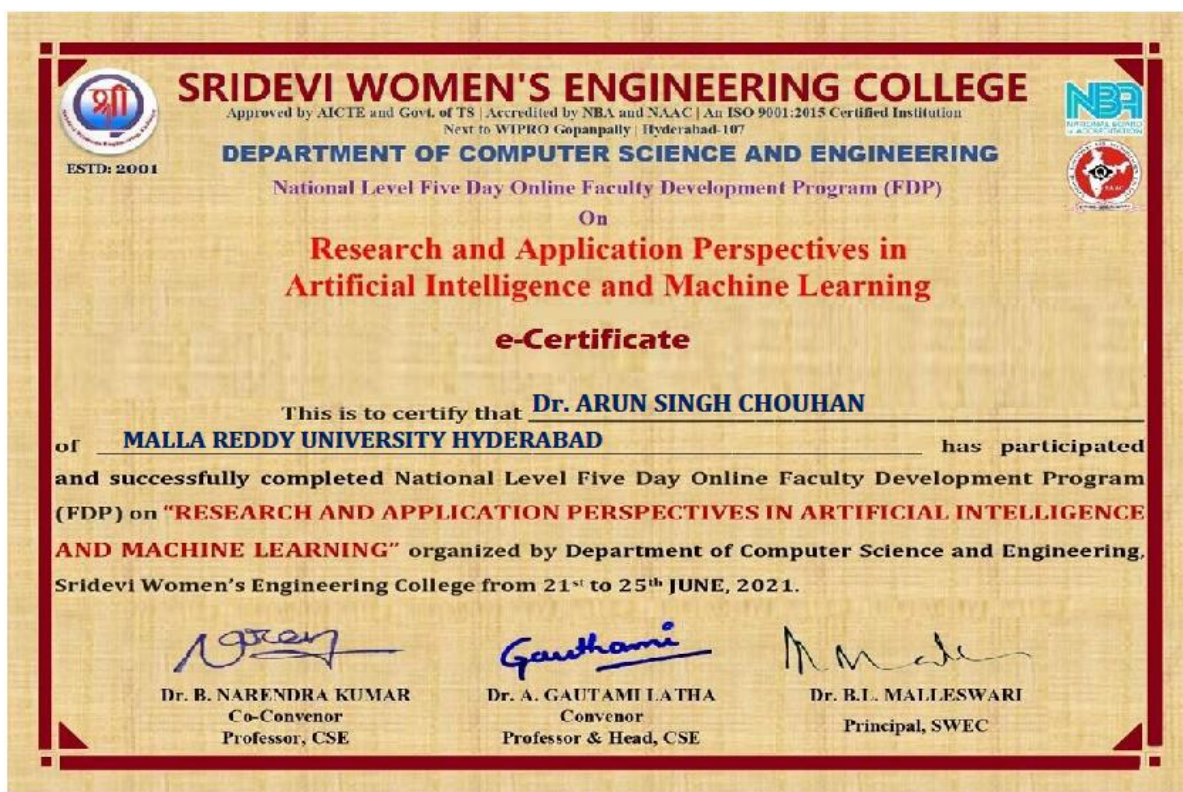 SRIDEVI WOMEN'S ENGINEERING COLLEGE
Approved by AICTE and Govt. of TS | Accredited by NBA and NAAC | An ISO 9001:2015 Certified Institution
Next to WIPRO Gopanpally | Hyderabad-107
श्री
ESTD: 2001
NBA
NATIONAL BOARD
of ACCREDITATION
NAAC
DEPARTMENT OF COMPUTER SCIENCE AND ENGINEERING
National Level Five Day Online Faculty Development Program (FDP)
On
Research and Application Perspectives in
Artificial Intelligence and Machine Learning
e-Certificate
This is to certify that Dr. ARUN SINGH CHOUHAN
of MALLA REDDY UNIVERSITY HYDERABAD has participated
and successfully completed National Level Five Day Online Faculty Development Program
(FDP) on “RESEARCH AND APPLICATION PERSPECTIVES IN ARTIFICIAL INTELLIGENCE
AND MACHINE LEARNING” organized by Department of Computer Science and Engineering,
Sridevi Women’s Engineering College from 21st to 25th JUNE, 2021.
Gauthami
Dr. B. NARENDRA KUMAR
Co-Convenor
Professor, CSE
Dr. A. GAUTAMI LATHA
Convenor
Professor & Head, CSE
Dr. B.L. MALLESWARI
Principal, SWEC